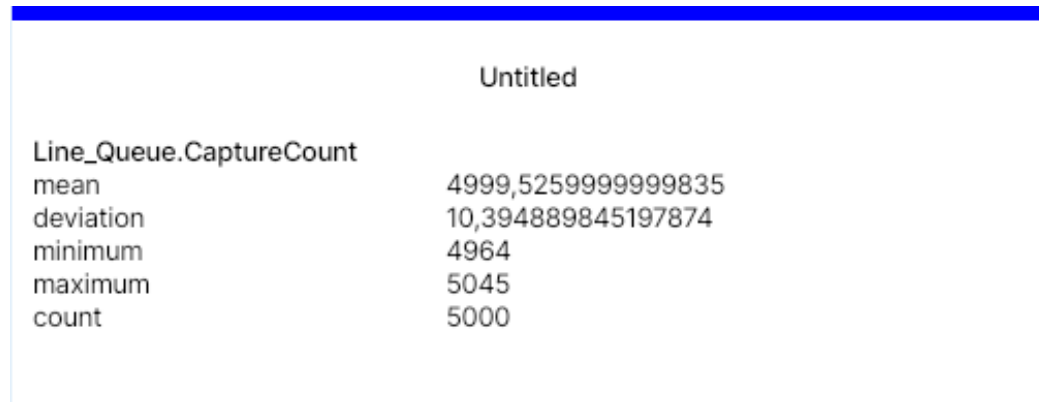 Untitled
Line_Queue.CaptureCount
mean 4999,5259999999835
deviation 10,394889845197874
minimum 4964
maximum 5045
count 5000